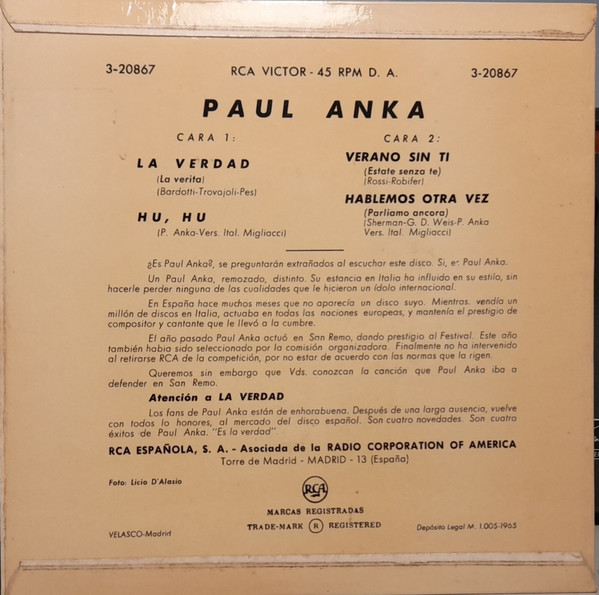 3-20867 RCA VICTOR - 45 RPM D. A. 3-20867
PAUL ANKA
CARA 1:
LA VERDAD
(La verita)
(Bardotti-Trovojoli-Pes)
HU, HU
(P. Anka-Vers. Ital. Migliacci)
CARA 2:
VERANO SIN TI
(Estate senza te)
(Rossi-Robifer)
HABLEMOS OTRA VEZ
(Parliamo ancora)
(Sherman-G. D. Weis-P. Anka
Vers. Ital. Migliacci)
¿Es Paul Anka?, se preguntarán extrañados al escuchar este disco. Si, es Paul Anka.
Un Paul Anka, remozado, distinto. Su estancia en Italia ha influido en su estilo, sin
hacerle perder ninguna de las cualidades que le hicieron un ídolo internacional.
En España hace muchos meses que no aparecía un disco suyo. Mientras. vendía un
millón de discos en Italia, actuaba en todas las naciones europeas, y mantenía el prestigio de
compositor y cantante que le llevó a la cumbre.
El año pasado Paul Anka actuó en San Remo, dando prestigio al Festival. Este año
también había sido seleccionado por la comisión organizadora. Finalmente no ha intervenido
al retirarse RCA de la competición, por no estar de acuerdo con las normas que la rigen.
Queremos sin embargo que Vds. conozcan la canción que Paul Anka iba a
defender en San Remo.
Atención a LA VERDAD
Los fans de Paul Anka están de enhorabuena. Después de una larga ausencia, vuelve
con todos lo honores, al mercado del disco español. Son cuatro novedades. Son cuatro
éxitos de Paul Anka. "Es la verdad"
RCA ESPAÑOLA, S. A. - Asociada de la RADIO CORPORATION OF AMERICA
Torre de Madrid - MADRID - 13 (España)
Foto: Licio D'Alasio
RCA
MARCAS REGISTRADAS
TRADE-MARK ® REGISTERED
VELASCO-Madrid
Depósito Legal M. 1.005-1965